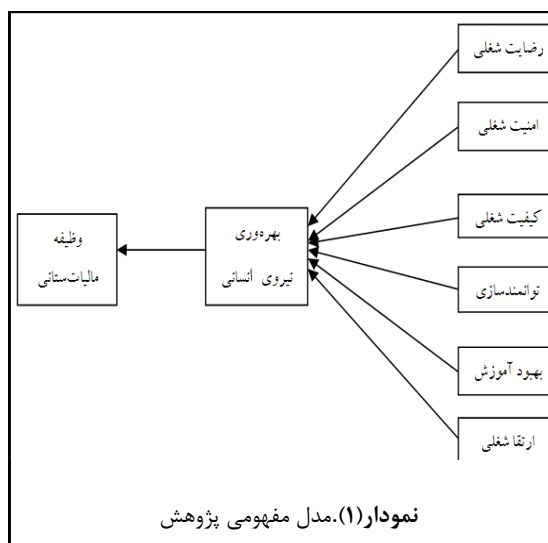 رضایت شغلی
امنیت شغلی
کیفیت شغلی
توانمندسازی
بهبود آموزش
ارتقا شغلی
بهره‌وری
نیروی انسانی
وظیفه
مالیات‌ستانی
نمودار(۱).مدل مفهومی پژوهش